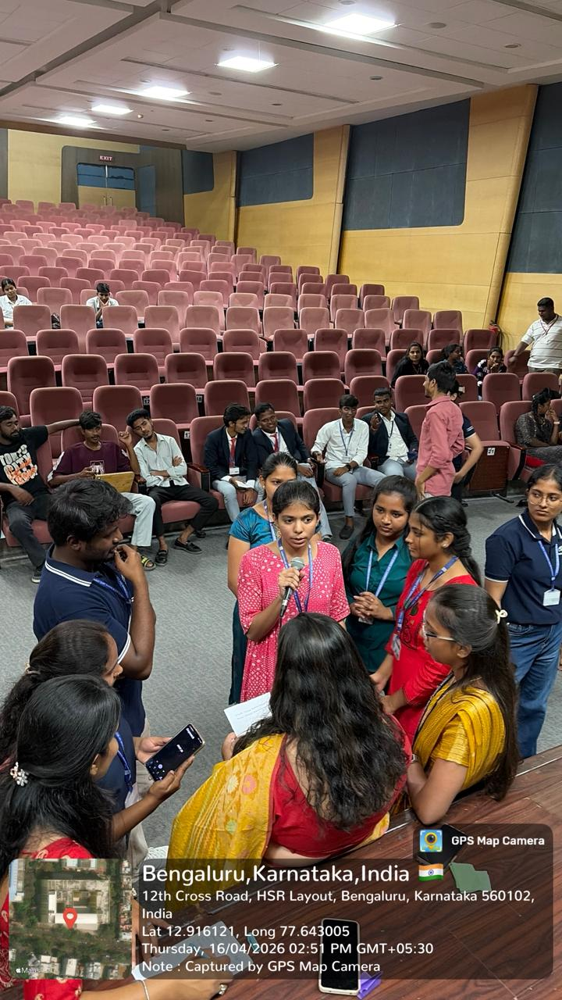 EXIT
GPS Map Camera
Bengaluru,Karnataka,India
12th Cross Road, HSR Layout, Bengaluru, Karnataka 560102,
India
Lat 12.916121, Long 77.643005
Thursday, 16/04/2026 02:51 PM GMT+05:30
Note : Captured by GPS Map Camera